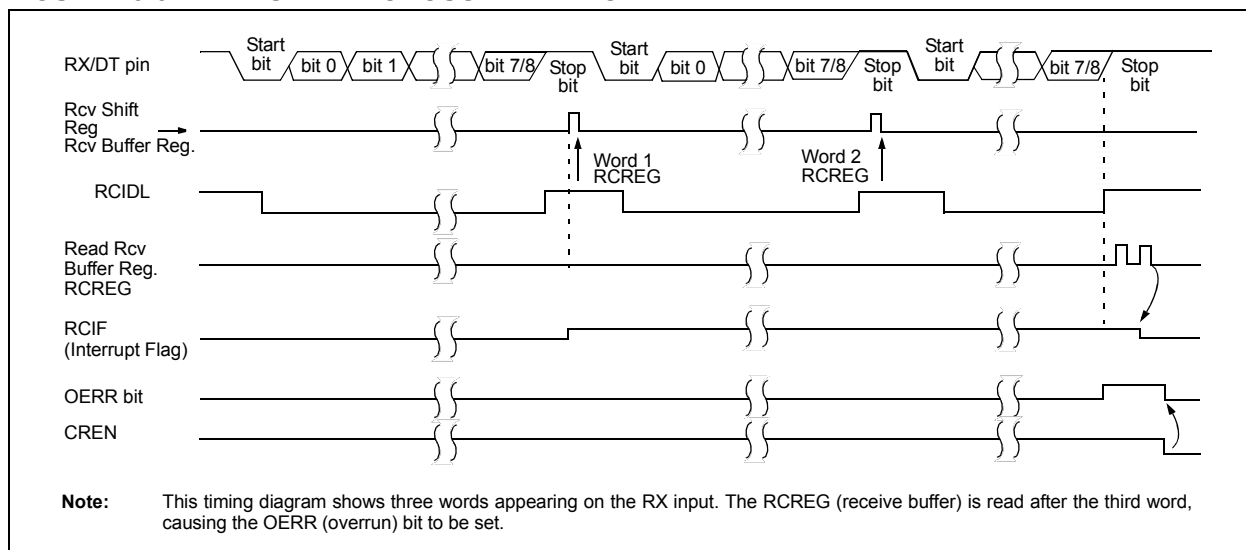 Start bit
bit 0
bit 1
bit 7/8
Stop bit
Start bit
bit 0
bit 7/8
Stop bit
Start bit
bit 7/8
Stop bit
RX/DT pin
Rcv Shift
Reg
Rcv Buffer Reg.
Word 1
RCREG
Word 2
RCREG
RCIDL
Read Rcv
Buffer Reg.
RCREG
RCIF
(Interrupt Flag)
OERR bit
CREN
Note: This timing diagram shows three words appearing on the RX input. The RCREG (receive buffer) is read after the third word,
causing the OERR (overrun) bit to be set.